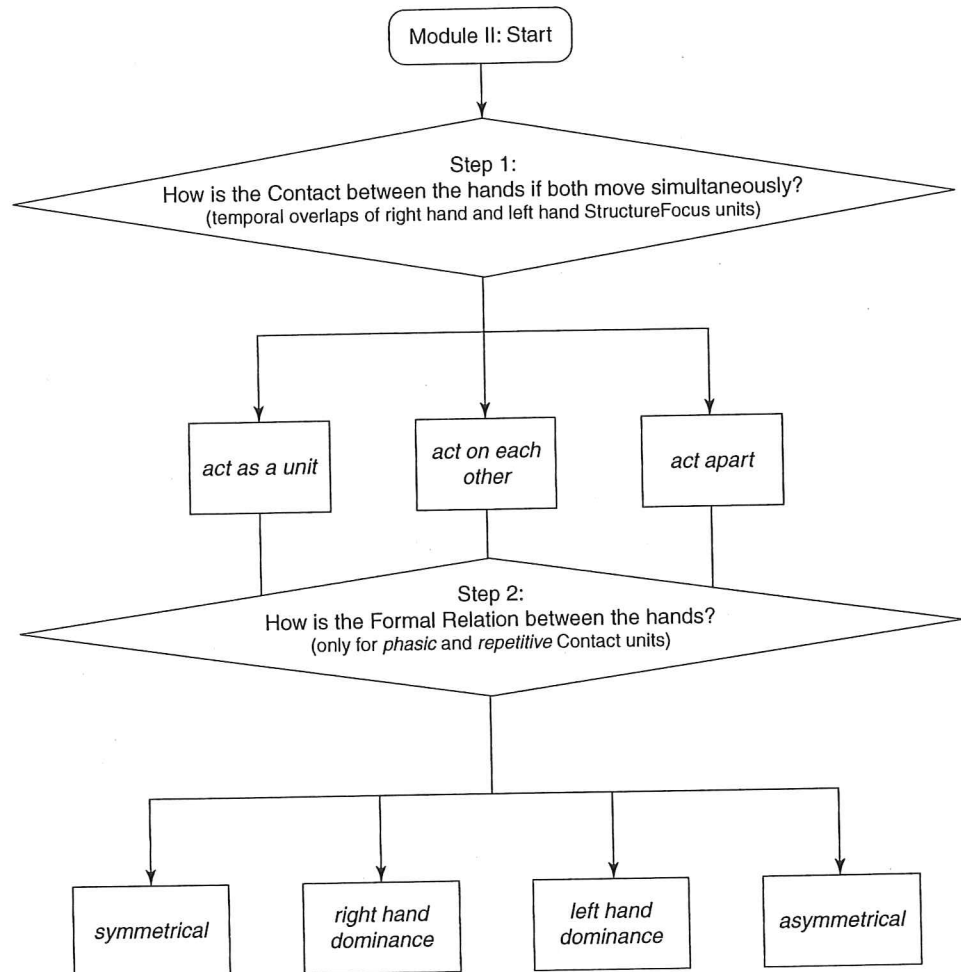 Module II: Start
Step 1:
How is the Contact between the hands if both move simultaneously?
(temporal overlaps of right hand and left hand StructureFocus units)
act as a unit
act on each
other
act apart
Step 2:
How is the Formal Relation between the hands?
(only for phasic and repetitive Contact units)
symmetrical
right hand
dominance
left hand
dominance
asymmetrical